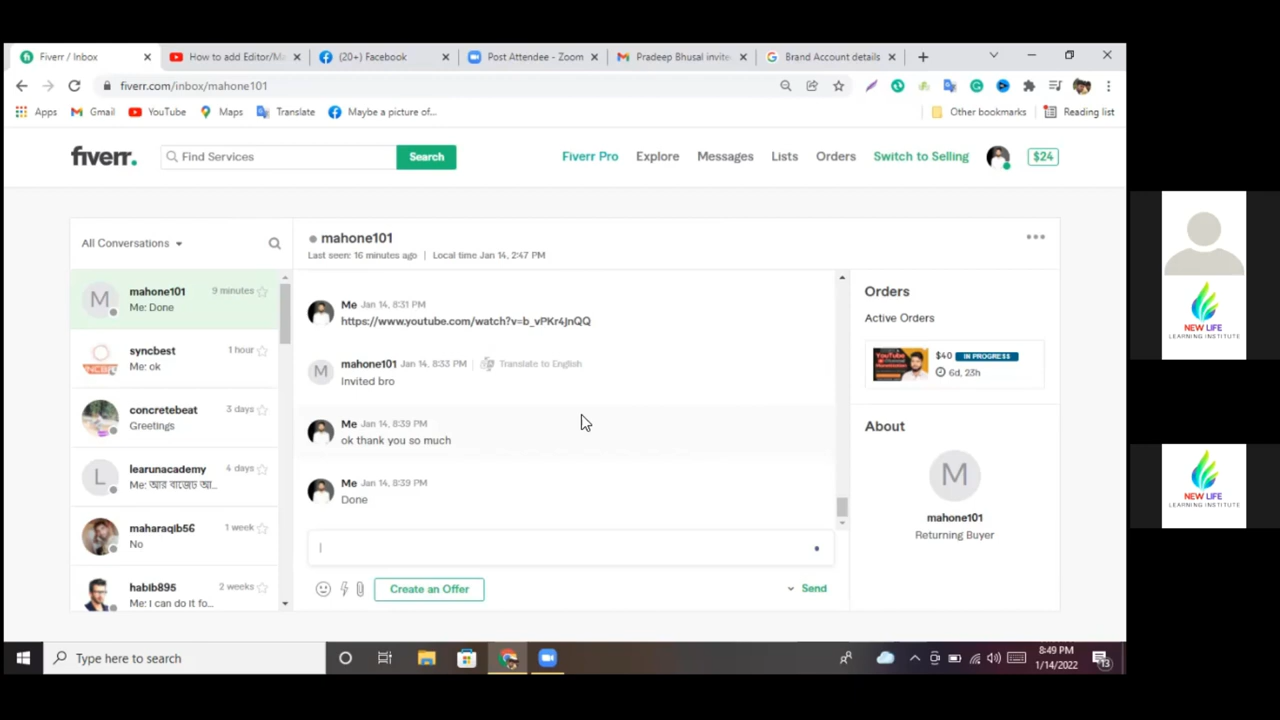 Fiverr / Inbox
How to add Editor/Ma
(20+) Facebook
Post Attendee - Zoom
Pradeep Bhusal invite
Brand Account details
fiverr.com/inbox/mahone101
Apps
Gmail
YouTube
Maps
Translate
Maybe a picture of...
Other bookmarks
Reading list
fiverr.
Find Services
Search
Fiverr Pro
Explore
Messages
Lists
Orders
Switch to Selling
$24
All Conversations
mahone101
Last seen: 16 minutes ago | Local time Jan 14, 2:47 PM
M
mahone101
9 minutes
Me: Done
syncbest
1 hour
Me: ok
concretebeat
3 days
Greetings
L
learunacademy
4 days
Me: আর বাজেট আ...
maharaqib56
1 week
No
habib895
2 weeks
Me: I can do it fo...
Me Jan 14, 8:31 PM
https://www.youtube.com/watch?v=b_vPKr4JnQQ
M
mahone101 Jan 14, 8:33 PM | Translate to English
Invited bro
Me Jan 14, 8:39 PM
ok thank you so much
Me Jan 14, 8:39 PM
Done
Create an Offer
Send
Orders
Active Orders
YouTube
$40 IN PROGRESS
6d, 23h
About
M
mahone101
Returning Buyer
NEW LIFE
LEARNING INSTITUTE
NEW LIFE
LEARNING INSTITUTE
Type here to search
8:49 PM
1/14/2022
13